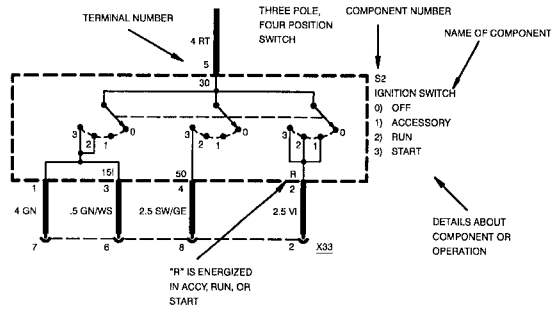 TERMINAL NUMBER
THREE POLE,
FOUR POSITION
SWITCH
COMPONENT NUMBER
NAME OF COMPONENT
4 RT
5
30
S2
IGNITION SWITCH
0) OFF
1) ACCESSORY
2) RUN
3) START
3 2 1 0
3 2 1 0
3 2 1 0
15I 50 R
1 3 4 2
4 GN .5 GN/WS 2.5 SW/GE 2.5 VI
7 6 8 2 X33
DETAILS ABOUT
COMPONENT OR
OPERATION
"R" IS ENERGIZED
IN ACCY, RUN, OR
START